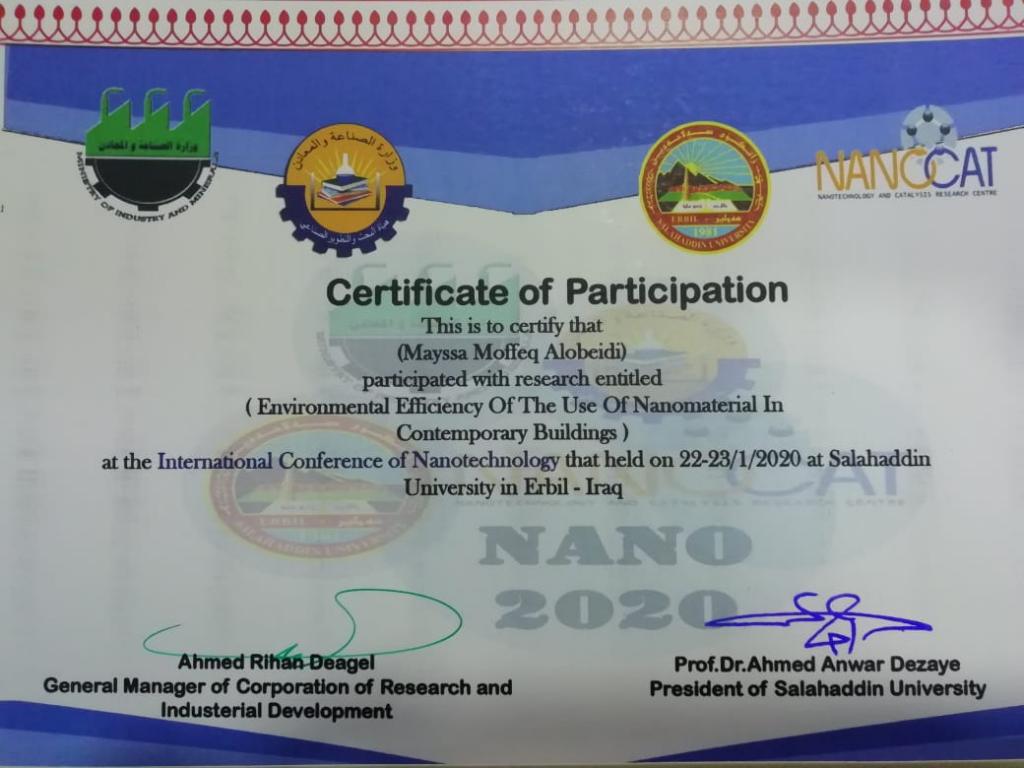 وزارة الصناعة و المعادن
MINISTRY OF INDUSTRY AND MINERALS
وزارة الصناعة والمعادن
هيأة البحث والتطوير الصناعي
ERBIL - هەولێر
1981
SALAHADDIN UNIVERSITY
NANOCAT
NANOTECHNOLOGY AND CATALYSIS RESEARCH CENTRE
Certificate of Participation
This is to certify that
(Mayssa Moffeq Alobeidi)
participated with research entitled
( Environmental Efficiency Of The Use Of Nanomaterial In
Contemporary Buildings )
at the International Conference of Nanotechnology that held on 22-23/1/2020 at Salahaddin
University in Erbil - Iraq
NANO
2020
Ahmed Rihan Deagel
General Manager of Corporation of Research and
Industerial Development
Prof.Dr.Ahmed Anwar Dezaye
President of Salahaddin University